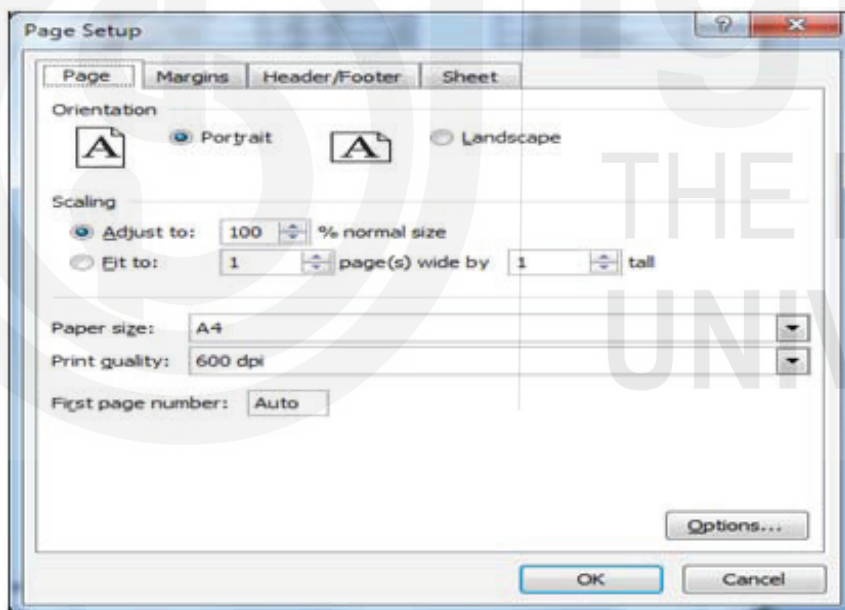 Page Setup
Page Margins Header/Footer Sheet
Orientation
A Portrait A Landscape
Scaling
Adjust to: 100 % normal size
Fit to: 1 page(s) wide by 1 tall
Paper size: A4
Print quality: 600 dpi
First page number: Auto
Options...
OK Cancel
THE